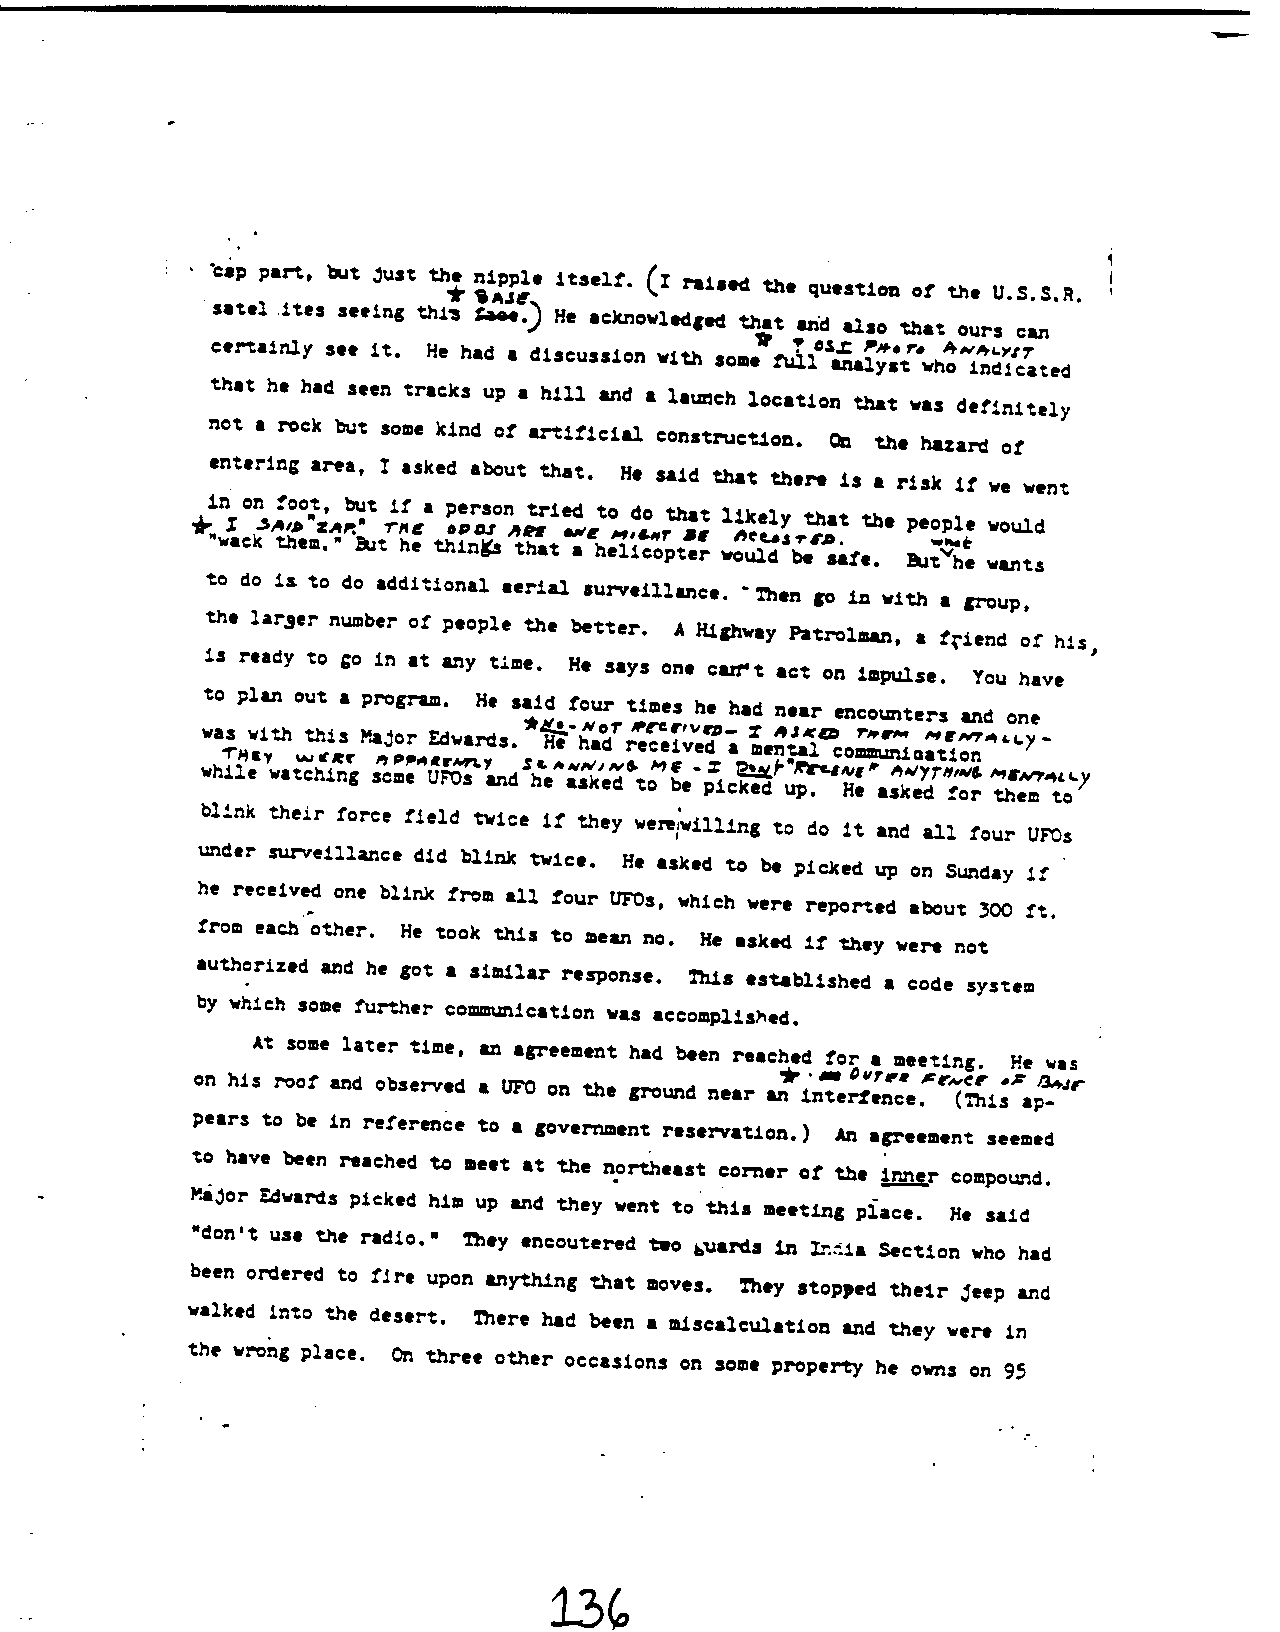 cap part, but just the nipple itself. (I raised the question of the U.S.S.R.
★ BASE
satel ites seeing this face.) He acknowledged that and also that ours can
★ ? OSI PHOTO ANALYST
certainly see it. He had a discussion with some full analyst who indicated
that he had seen tracks up a hill and a launch location that was definitely
not a rock but some kind of artificial construction. On the hazard of
entering area, I asked about that. He said that there is a risk if we went
in on foot, but if a person tried to do that likely that the people would
★ I SAID "ZAP." THE ODDS ARE ONE MIGHT BE ACCOSTED.
"wack them." But he things that a helicopter would be safe. But what he wants
to do is to do additional aerial surveillance. Then go in with a group,
the larger number of people the better. A Highway Patrolman, a friend of his,
is ready to go in at any time. He says one can't act on impulse. You have
to plan out a program. He said four times he had near encounters and one
★ NO - NOT RECEIVED - I ASKED THEM MENTALLY -
was with this Major Edwards. He had received a mental communication
THEY WERE APPARENTLY SCANNING ME - I DON'T "RECEIVE" ANYTHING MENTALLY
while watching some UFOs and he asked to be picked up. He asked for them to
blink their force field twice if they were willing to do it and all four UFOs
under surveillance did blink twice. He asked to be picked up on Sunday if
he received one blink from all four UFOs, which were reported about 300 ft.
from each other. He took this to mean no. He asked if they were not
authorized and he got a similar response. This established a code system
by which some further communication was accomplished.
At some later time, an agreement had been reached for a meeting. He was
★ OUTER FENCE OF BASE
on his roof and observed a UFO on the ground near an interfence. (This ap-
pears to be in reference to a government reservation.) An agreement seemed
to have been reached to meet at the northeast corner of the inner compound.
Major Edwards picked him up and they went to this meeting place. He said
"don't use the radio." They encoutered two guards in India Section who had
been ordered to fire upon anything that moves. They stopped their jeep and
walked into the desert. There had been a miscalculation and they were in
the wrong place. On three other occasions on some property he owns on 95
136